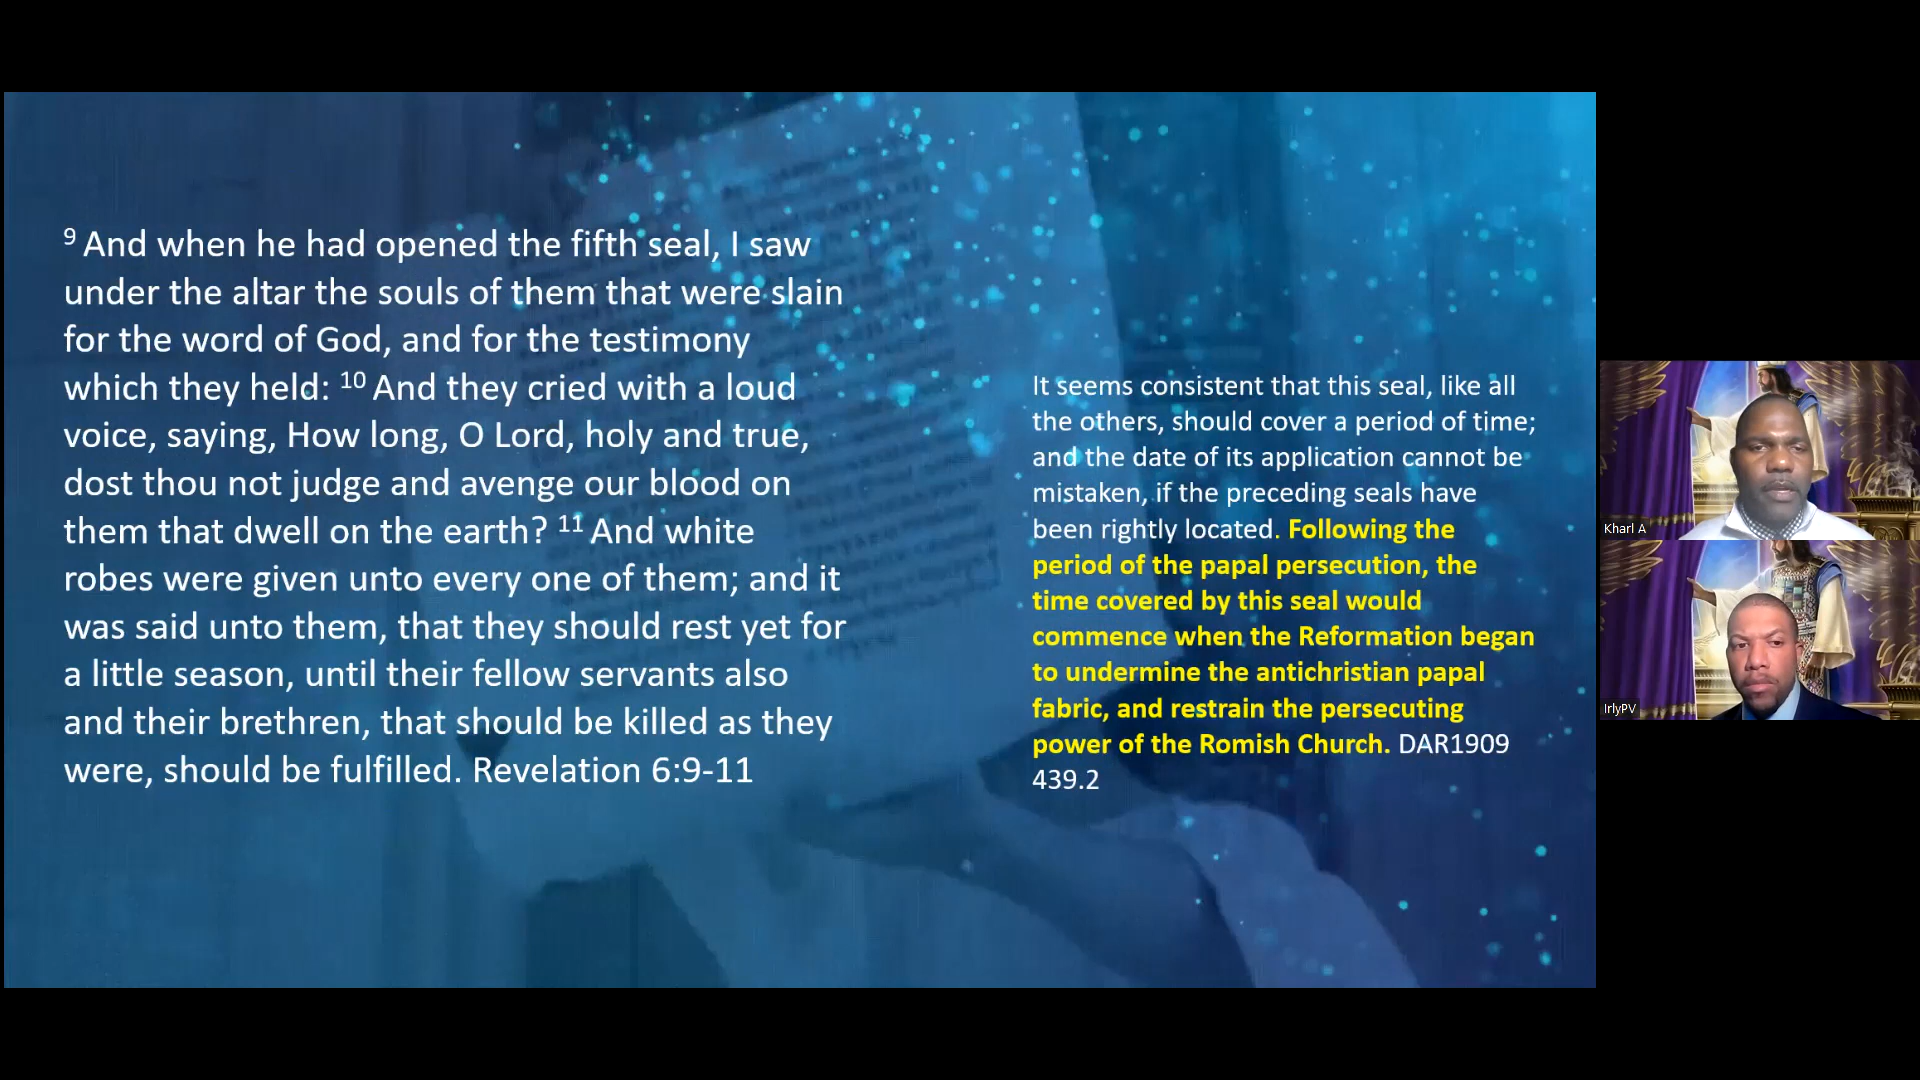 9 And when he had opened the fifth seal, I saw
under the altar the souls of them that were slain
for the word of God, and for the testimony
which they held: 10 And they cried with a loud
voice, saying, How long, O Lord, holy and true,
dost thou not judge and avenge our blood on
them that dwell on the earth? 11 And white
robes were given unto every one of them; and it
was said unto them, that they should rest yet for
a little season, until their fellow servants also
and their brethren, that should be killed as they
were, should be fulfilled. Revelation 6:9-11
It seems consistent that this seal, like all
the others, should cover a period of time;
and the date of its application cannot be
mistaken, if the preceding seals have
been rightly located. Following the
period of the papal persecution, the
time covered by this seal would
commence when the Reformation began
to undermine the antichristian papal
fabric, and restrain the persecuting
power of the Romish Church. DAR1909
439.2
Kharl A
IrlyPV